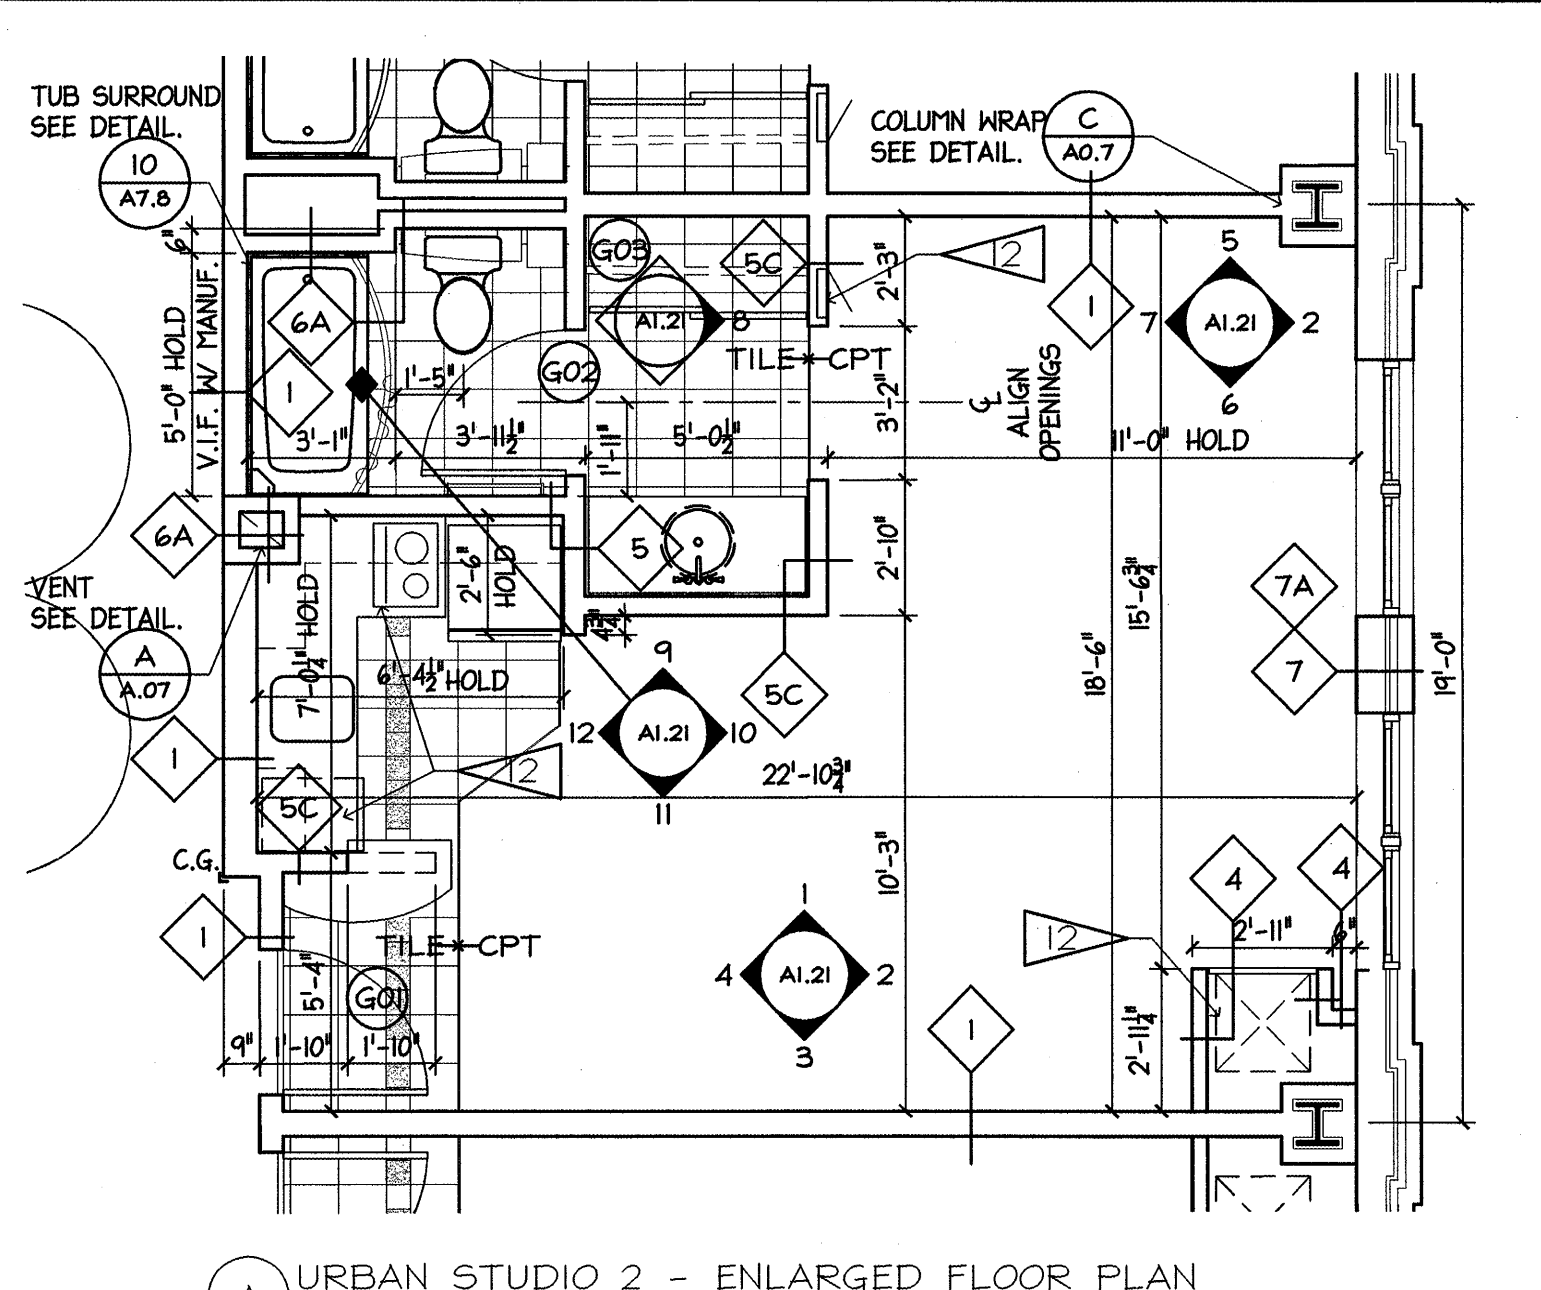 TUB SURROUND
SEE DETAIL.
10
A7.8
COLUMN WRAP
SEE DETAIL.
C
A0.7
6"
5'-0" HOLD
V.I.F. W/ MANUF.
6A
1
G03
5C
A1.21
8
2'-3"
12
1
5
7
A1.21
2
6
TILE
CPT
G02
1'-5"
3'-2"
℄
ALIGN
OPENINGS
3'-1"
3'-11½"
1'-11"
5'-0½"
11'-0" HOLD
6A
5
2'-6"
HOLD
2'-10"
15'-6¾"
7A
VENT
SEE DETAIL.
A
A.07
7'-0¼" HOLD
4¾"
6'-4½" HOLD
9
12
A1.21
10
11
5C
18'-6"
7
19'-0"
1
12
22'-10¾"
5C
C.G.
10'-3"
4
4
1
TILE
CPT
5'-4"
G01
1
4
A1.21
2
3
12
2'-11"
6"
1
2'-11¼"
9"
1'-10"
1'-10"
URBAN STUDIO 2 - ENLARGED FLOOR PLAN